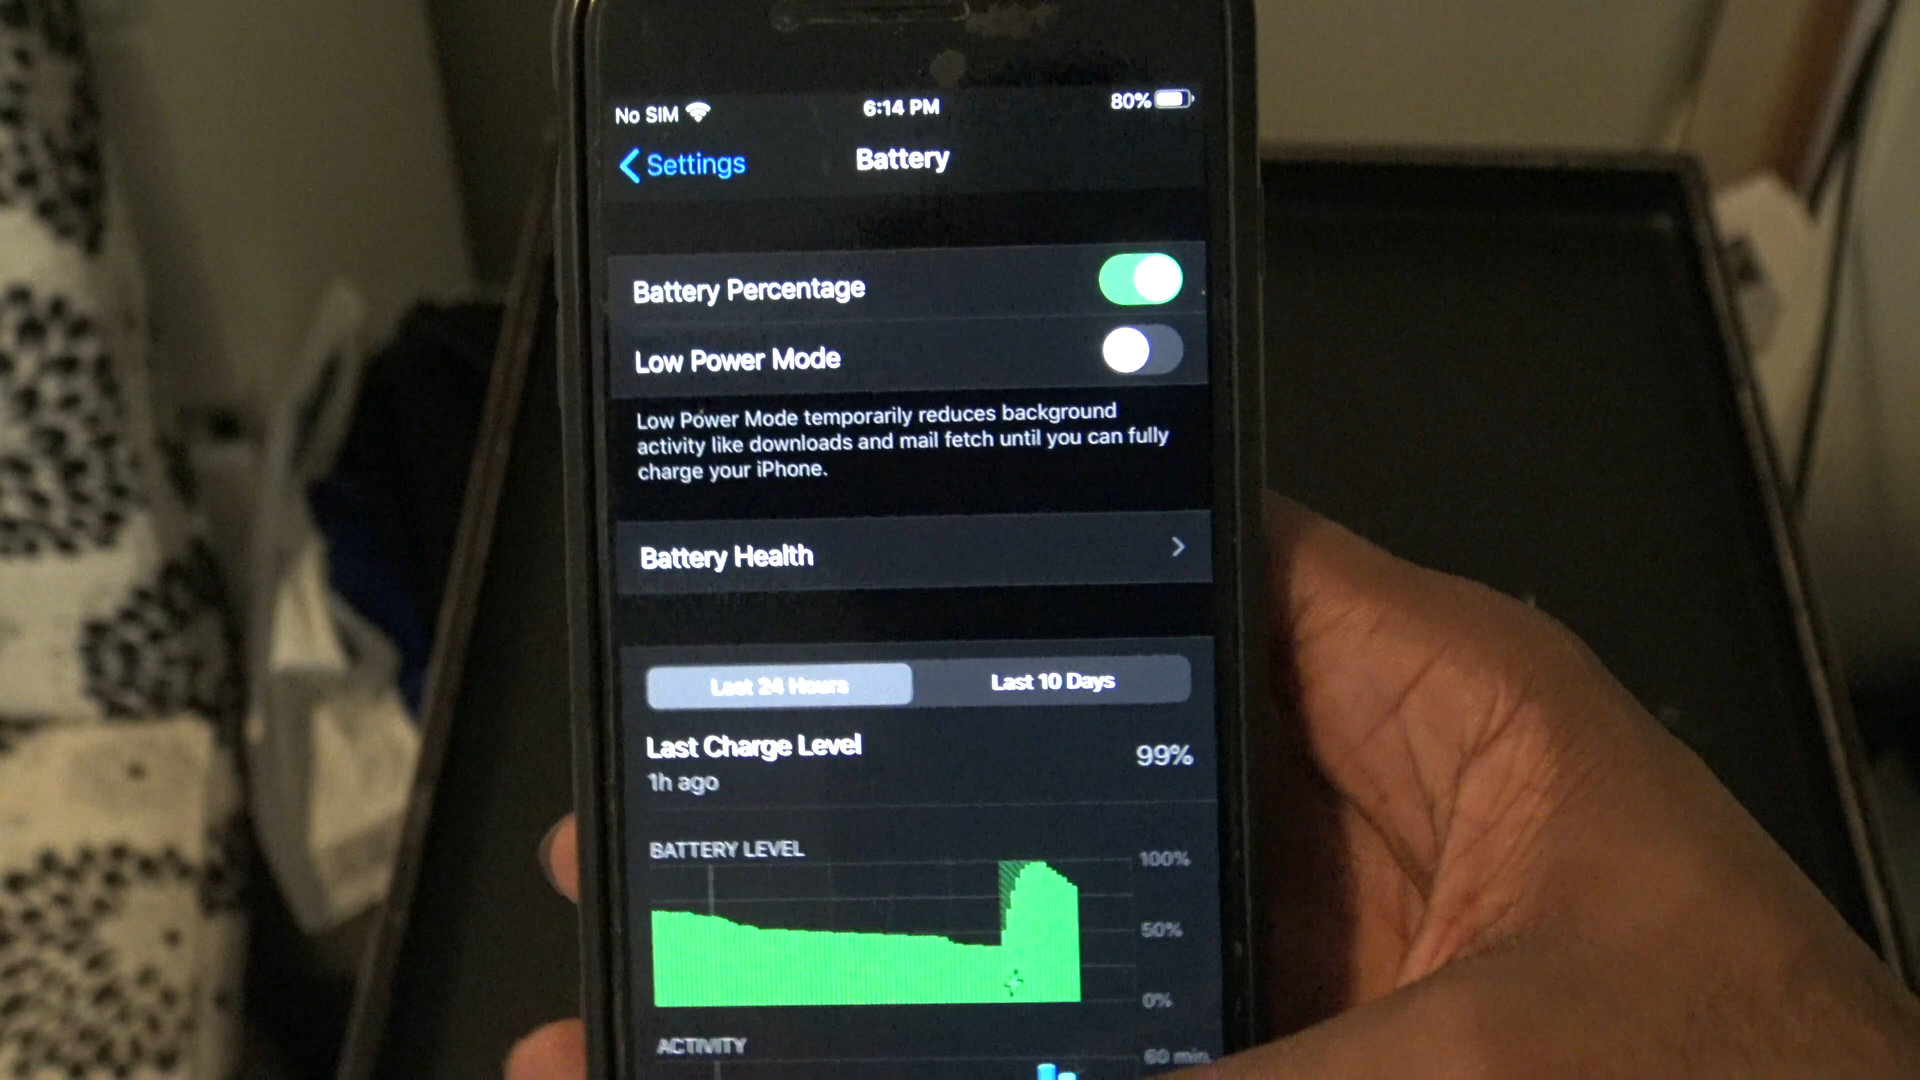 No SIM
6:14 PM
80%
Settings
Battery
Battery Percentage
Low Power Mode
Low Power Mode temporarily reduces background
activity like downloads and mail fetch until you can fully
charge your iPhone.
Battery Health
Last 24 Hours
Last 10 Days
Last Charge Level
99%
1h ago
BATTERY LEVEL
100%
50%
0%
ACTIVITY
60 min